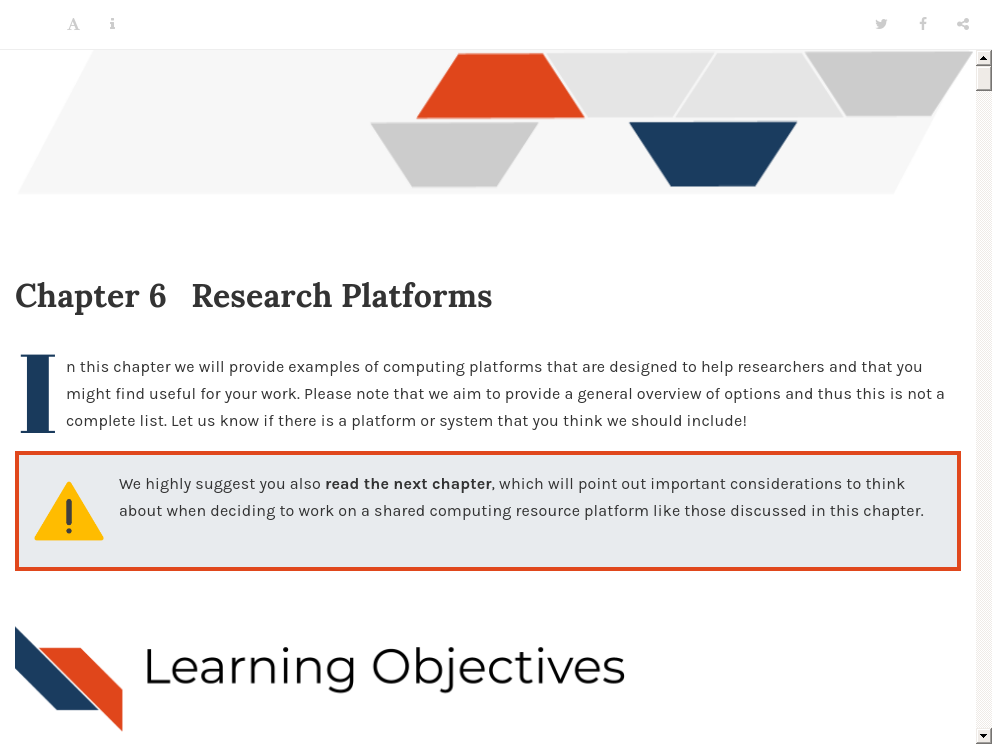 A i
Chapter 6 Research Platforms
In this chapter we will provide examples of computing platforms that are designed to help researchers and that you
might find useful for your work. Please note that we aim to provide a general overview of options and thus this is not a
complete list. Let us know if there is a platform or system that you think we should include!
We highly suggest you also read the next chapter, which will point out important considerations to think
about when deciding to work on a shared computing resource platform like those discussed in this chapter.
Learning Objectives